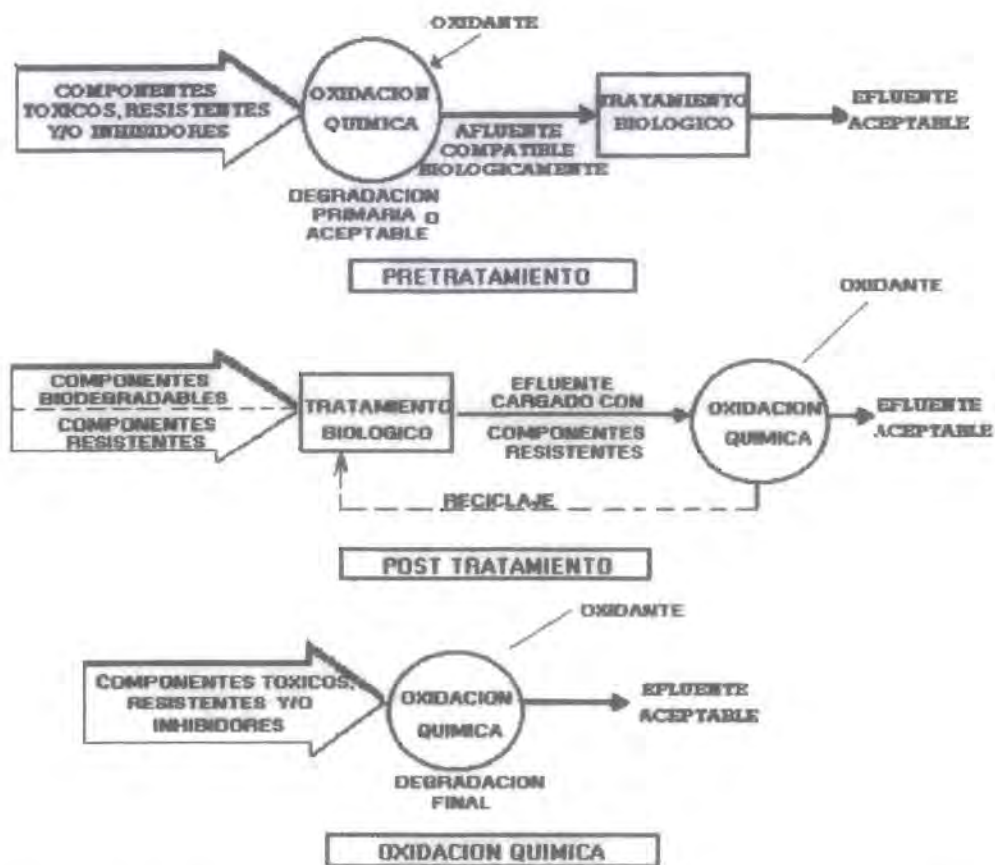 OXIDANTE
COMPONENTES
TOXICOS, RESISTENTES
Y/O INHIBIDORES
OXIDACION
QUIMICA
DEGRADACION
PRIMARIA O
ACEPTABLE
AFLUENTE
COMPATIBLE
BIOLOGICAMENTE
TRATAMIENTO
BIOLOGICO
EFLUENTE
ACEPTABLE
PRETRATAMIENTO
OXIDANTE
COMPONENTES
BIODEGRADABLES
COMPONENTES
RESISTENTES
TRATAMIENTO
BIOLOGICO
EFLUENTE
CARGADO CON
COMPONENTES
RESISTENTES
OXIDACION
QUIMICA
EFLUENTE
ACEPTABLE
RECICLAJE
POST TRATAMIENTO
OXIDANTE
COMPONENTES TOXICOS,
RESISTENTES Y/O
INHIBIDORES
OXIDACION
QUIMICA
DEGRADACION
FINAL
EFLUENTE
ACEPTABLE
OXIDACION QUIMICA